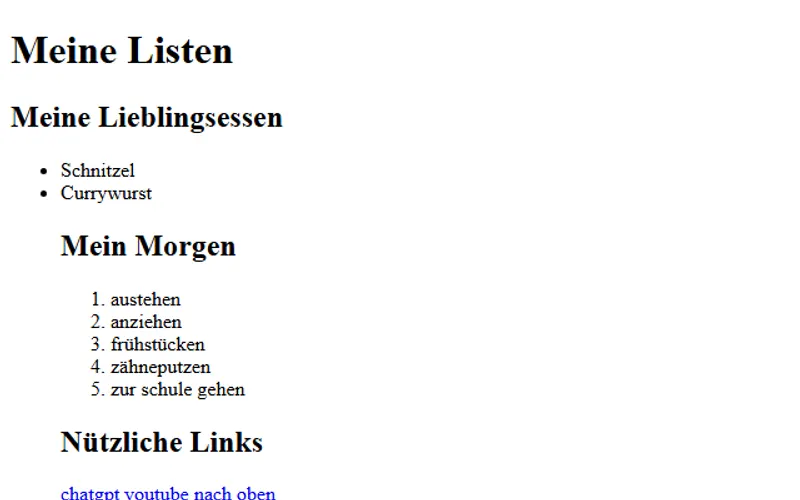 Meine Listen
Meine Lieblingsessen
• Schnitzel
• Currywurst
Mein Morgen
1. austehen
2. anziehen
3. frühstücken
4. zähneputzen
5. zur schule gehen
Nützliche Links
chatgpt youtube nach oben